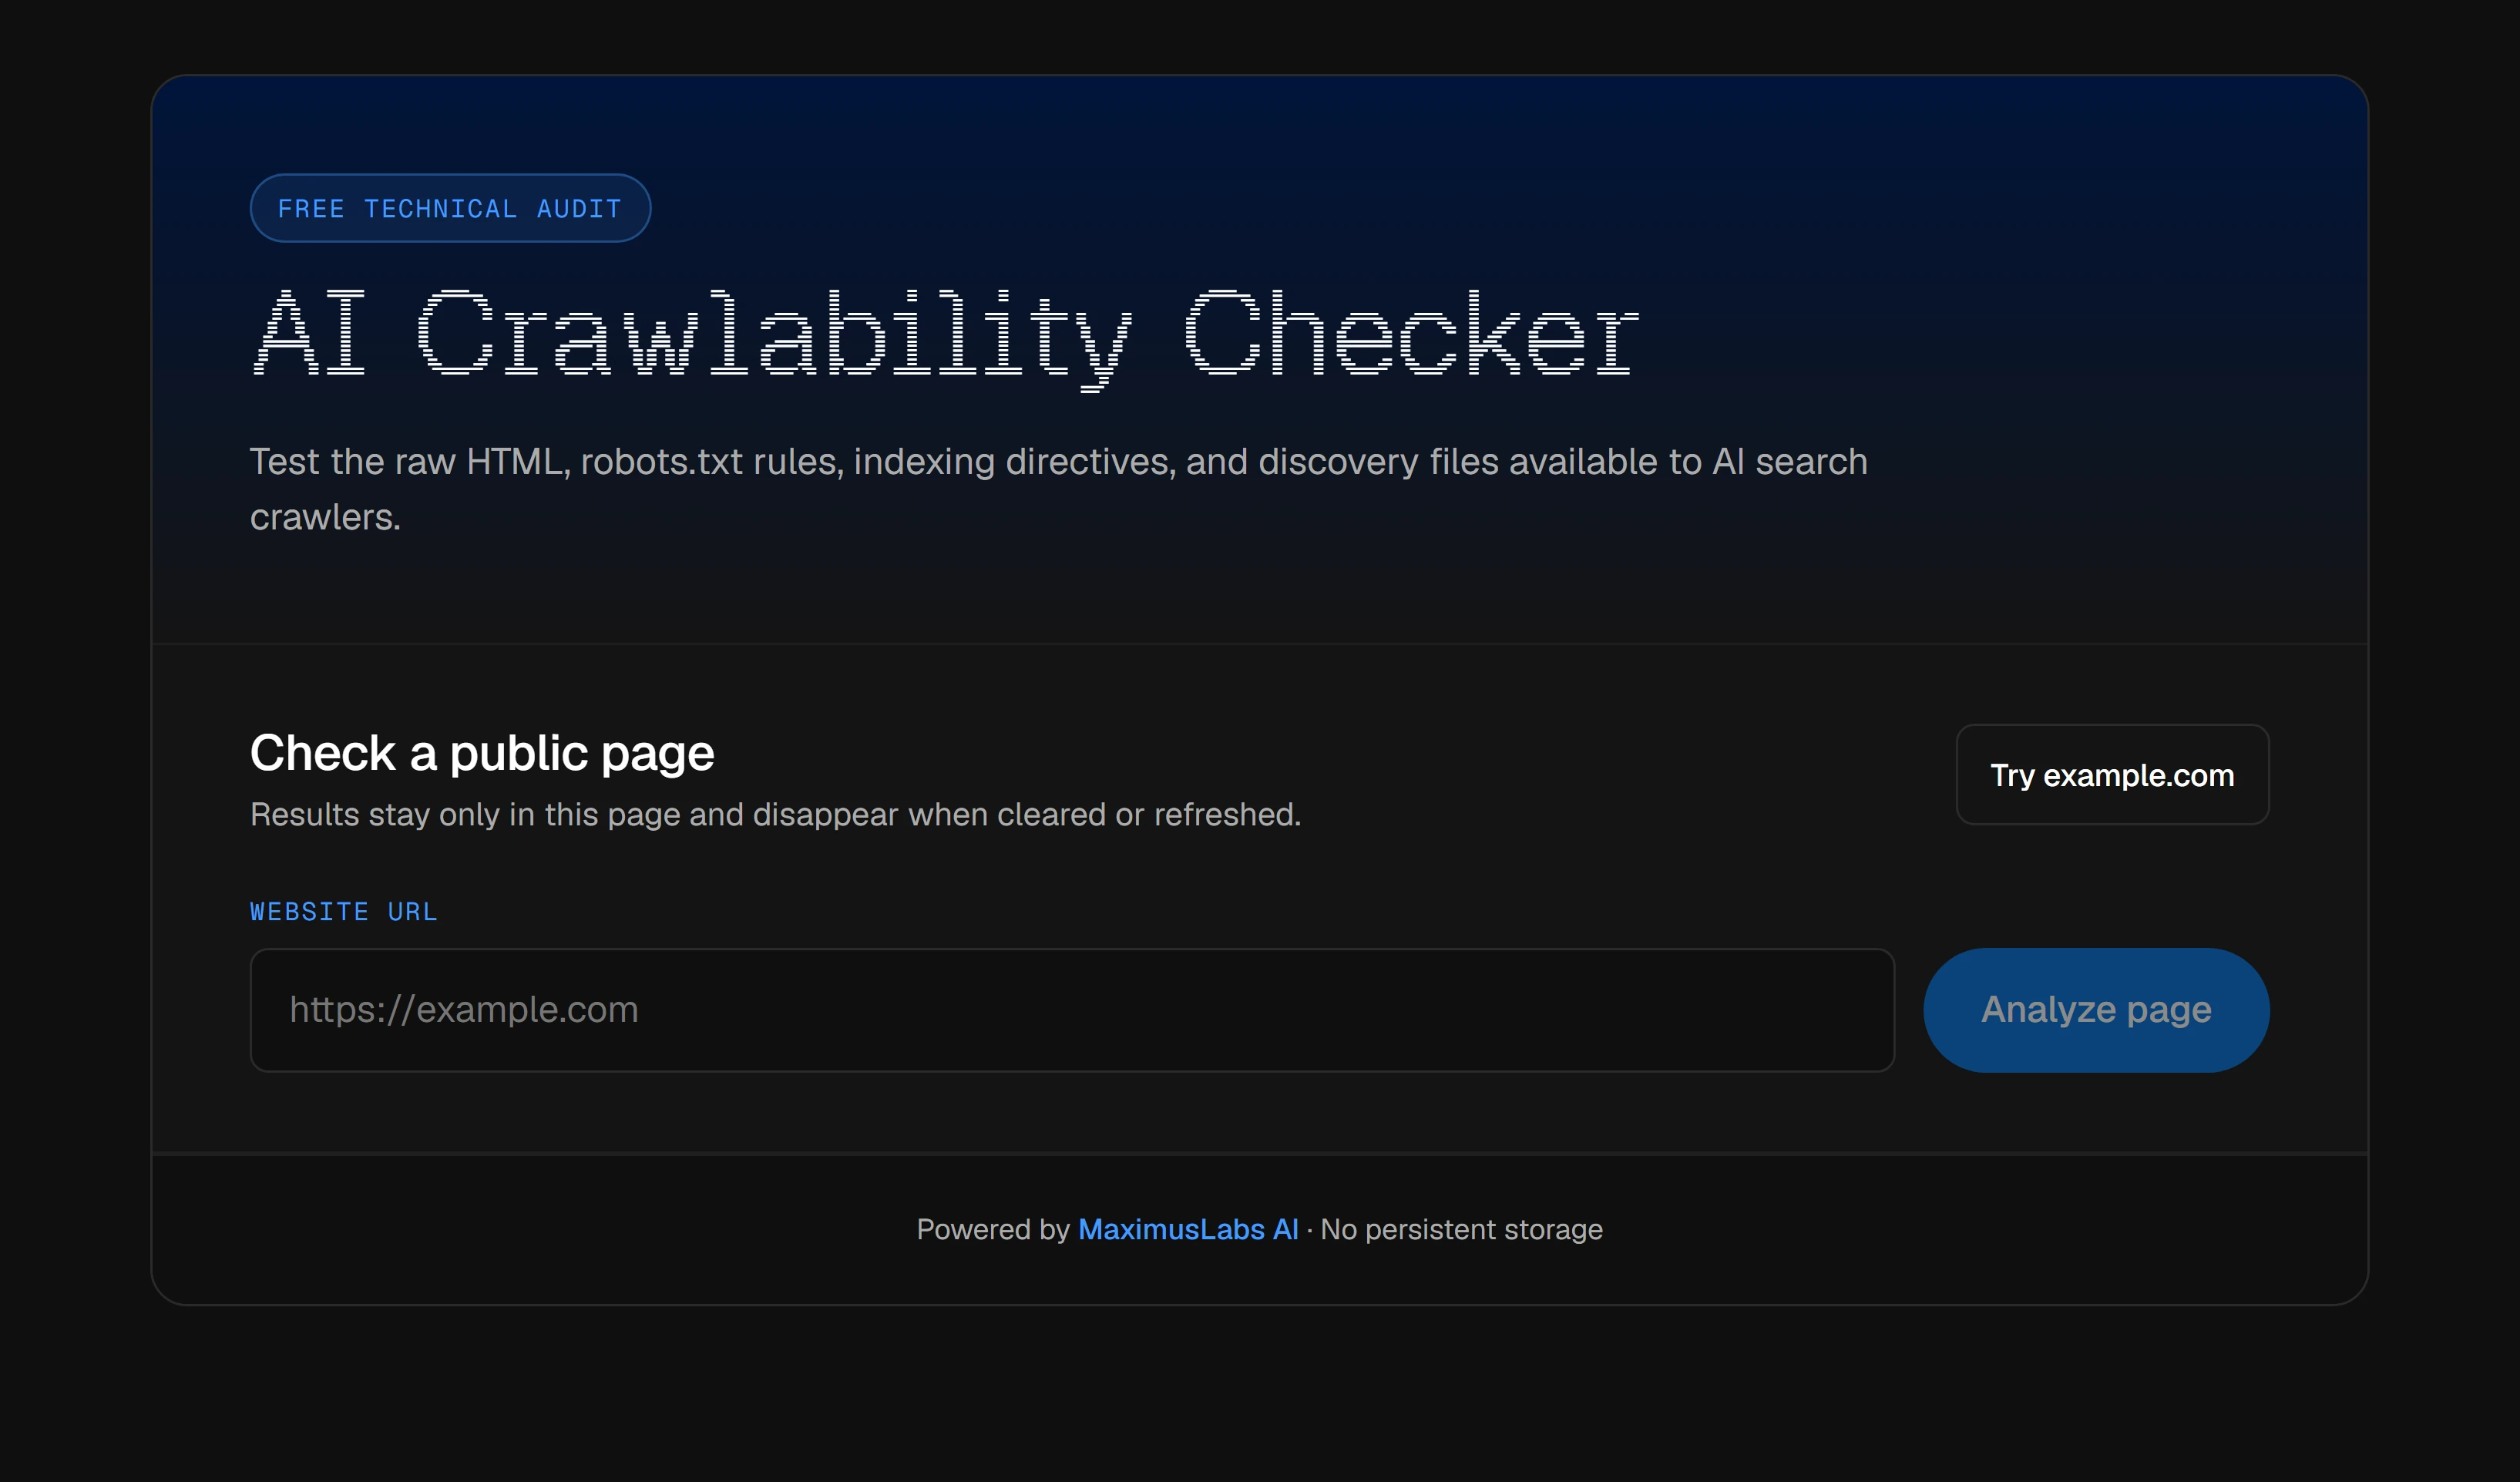 FREE TECHNICAL AUDIT
AI Crawlability Checker
Test the raw HTML, robots.txt rules, indexing directives, and discovery files available to AI search
crawlers.
Check a public page
Try example.com
Results stay only in this page and disappear when cleared or refreshed.
WEBSITE URL
https://example.com
Analyze page
Powered by MaximusLabs AI · No persistent storage